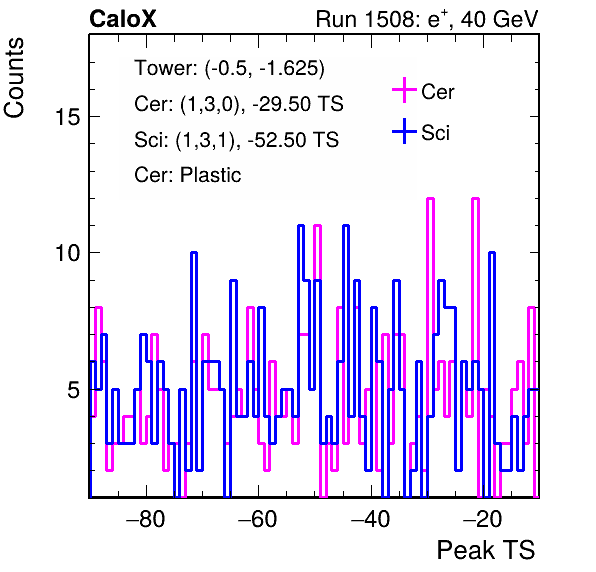 CaloX Run 1508: e⁺, 40 GeV
Counts
Tower: (-0.5, -1.625)
Cer: (1,3,0), -29.50 TS
Sci: (1,3,1), -52.50 TS
Cer: Plastic
Cer
Sci
15
10
5
−80 −60 −40 −20
Peak TS